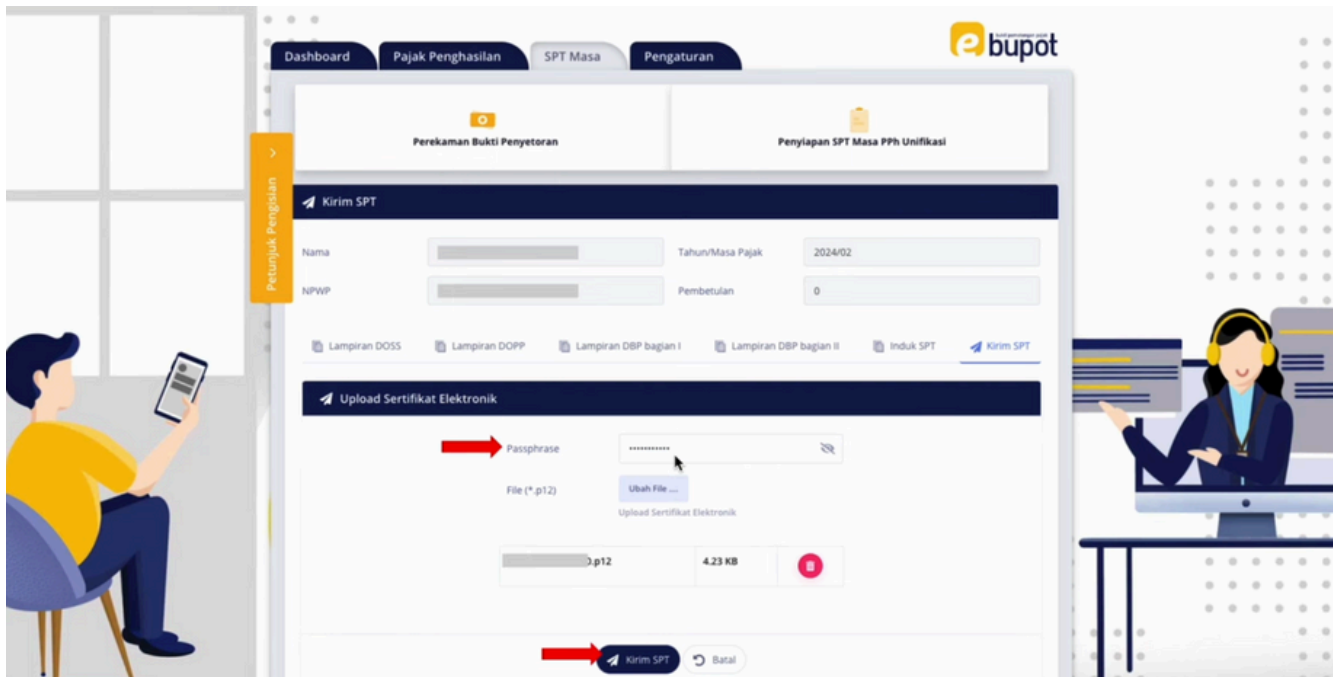 Dashboard
Pajak Penghasilan
SPT Masa
Pengaturan
e bupot
Perekaman Bukti Penyetoran
Penyiapan SPT Masa PPh Unifikasi
Petunjuk Pengisian
Kirim SPT
Nama
Tahun/Masa Pajak
2024/02
NPWP
Pembetulan
0
Lampiran DOSS
Lampiran DOPP
Lampiran DBP bagian I
Lampiran DBP bagian II
Induk SPT
Kirim SPT
Upload Sertifikat Elektronik
Passphrase
File (*.p12)
Ubah File ....
Upload Sertifikat Elektronik
.p12
4.23 KB
Kirim SPT
Batal